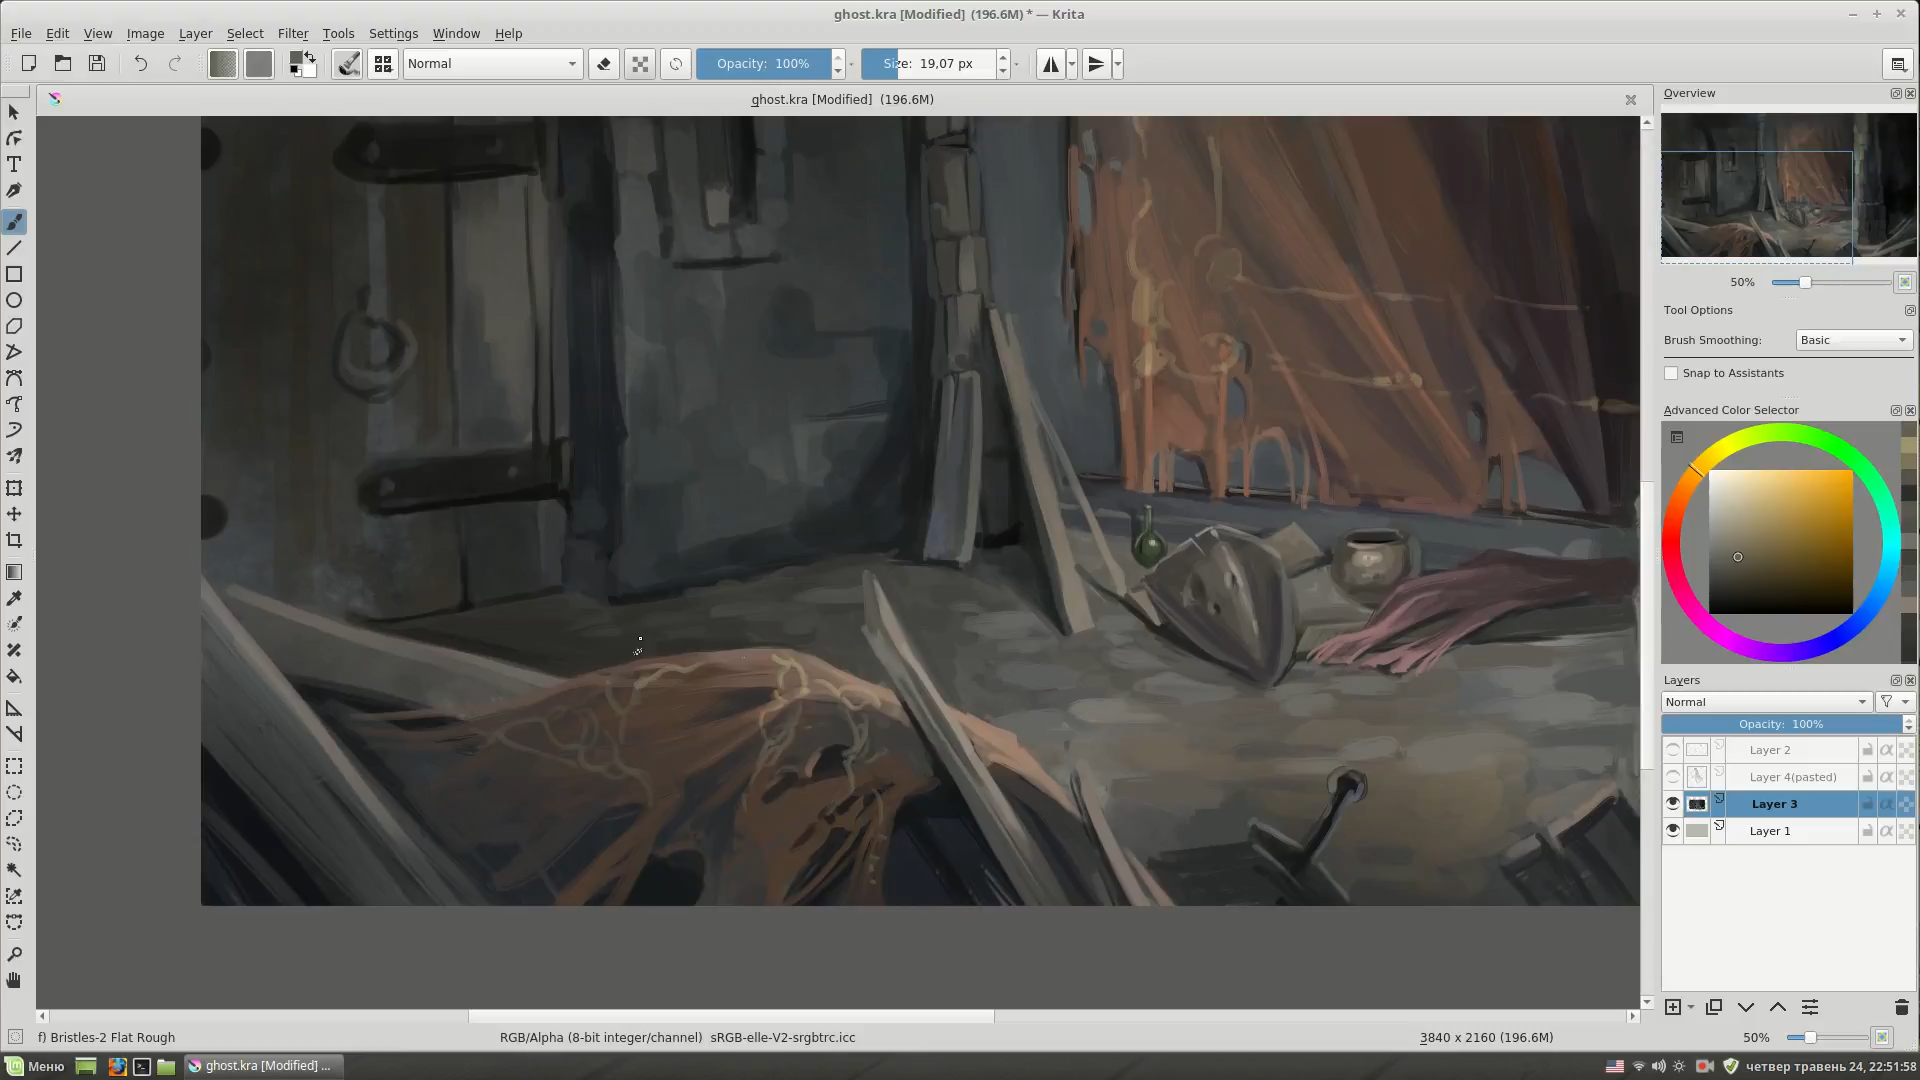 ghost.kra [Modified] (196.6M) * — Krita
File Edit View Image Layer Select Filter Tools Settings Window Help
Normal
Opacity: 100%
Size: 19,07 px
ghost.kra [Modified] (196.6M)
Overview
50%
Tool Options
Brush Smoothing: Basic
Snap to Assistants
Advanced Color Selector
Layers
Normal
Opacity: 100%
Layer 2
Layer 4(pasted)
Layer 3
Layer 1
f) Bristles-2 Flat Rough
RGB/Alpha (8-bit integer/channel) sRGB-elle-V2-srgbtrc.icc
3840 x 2160 (196.6M)
50%
Меню
ghost.kra [Modified] ...
четвер травень 24, 22:51:58